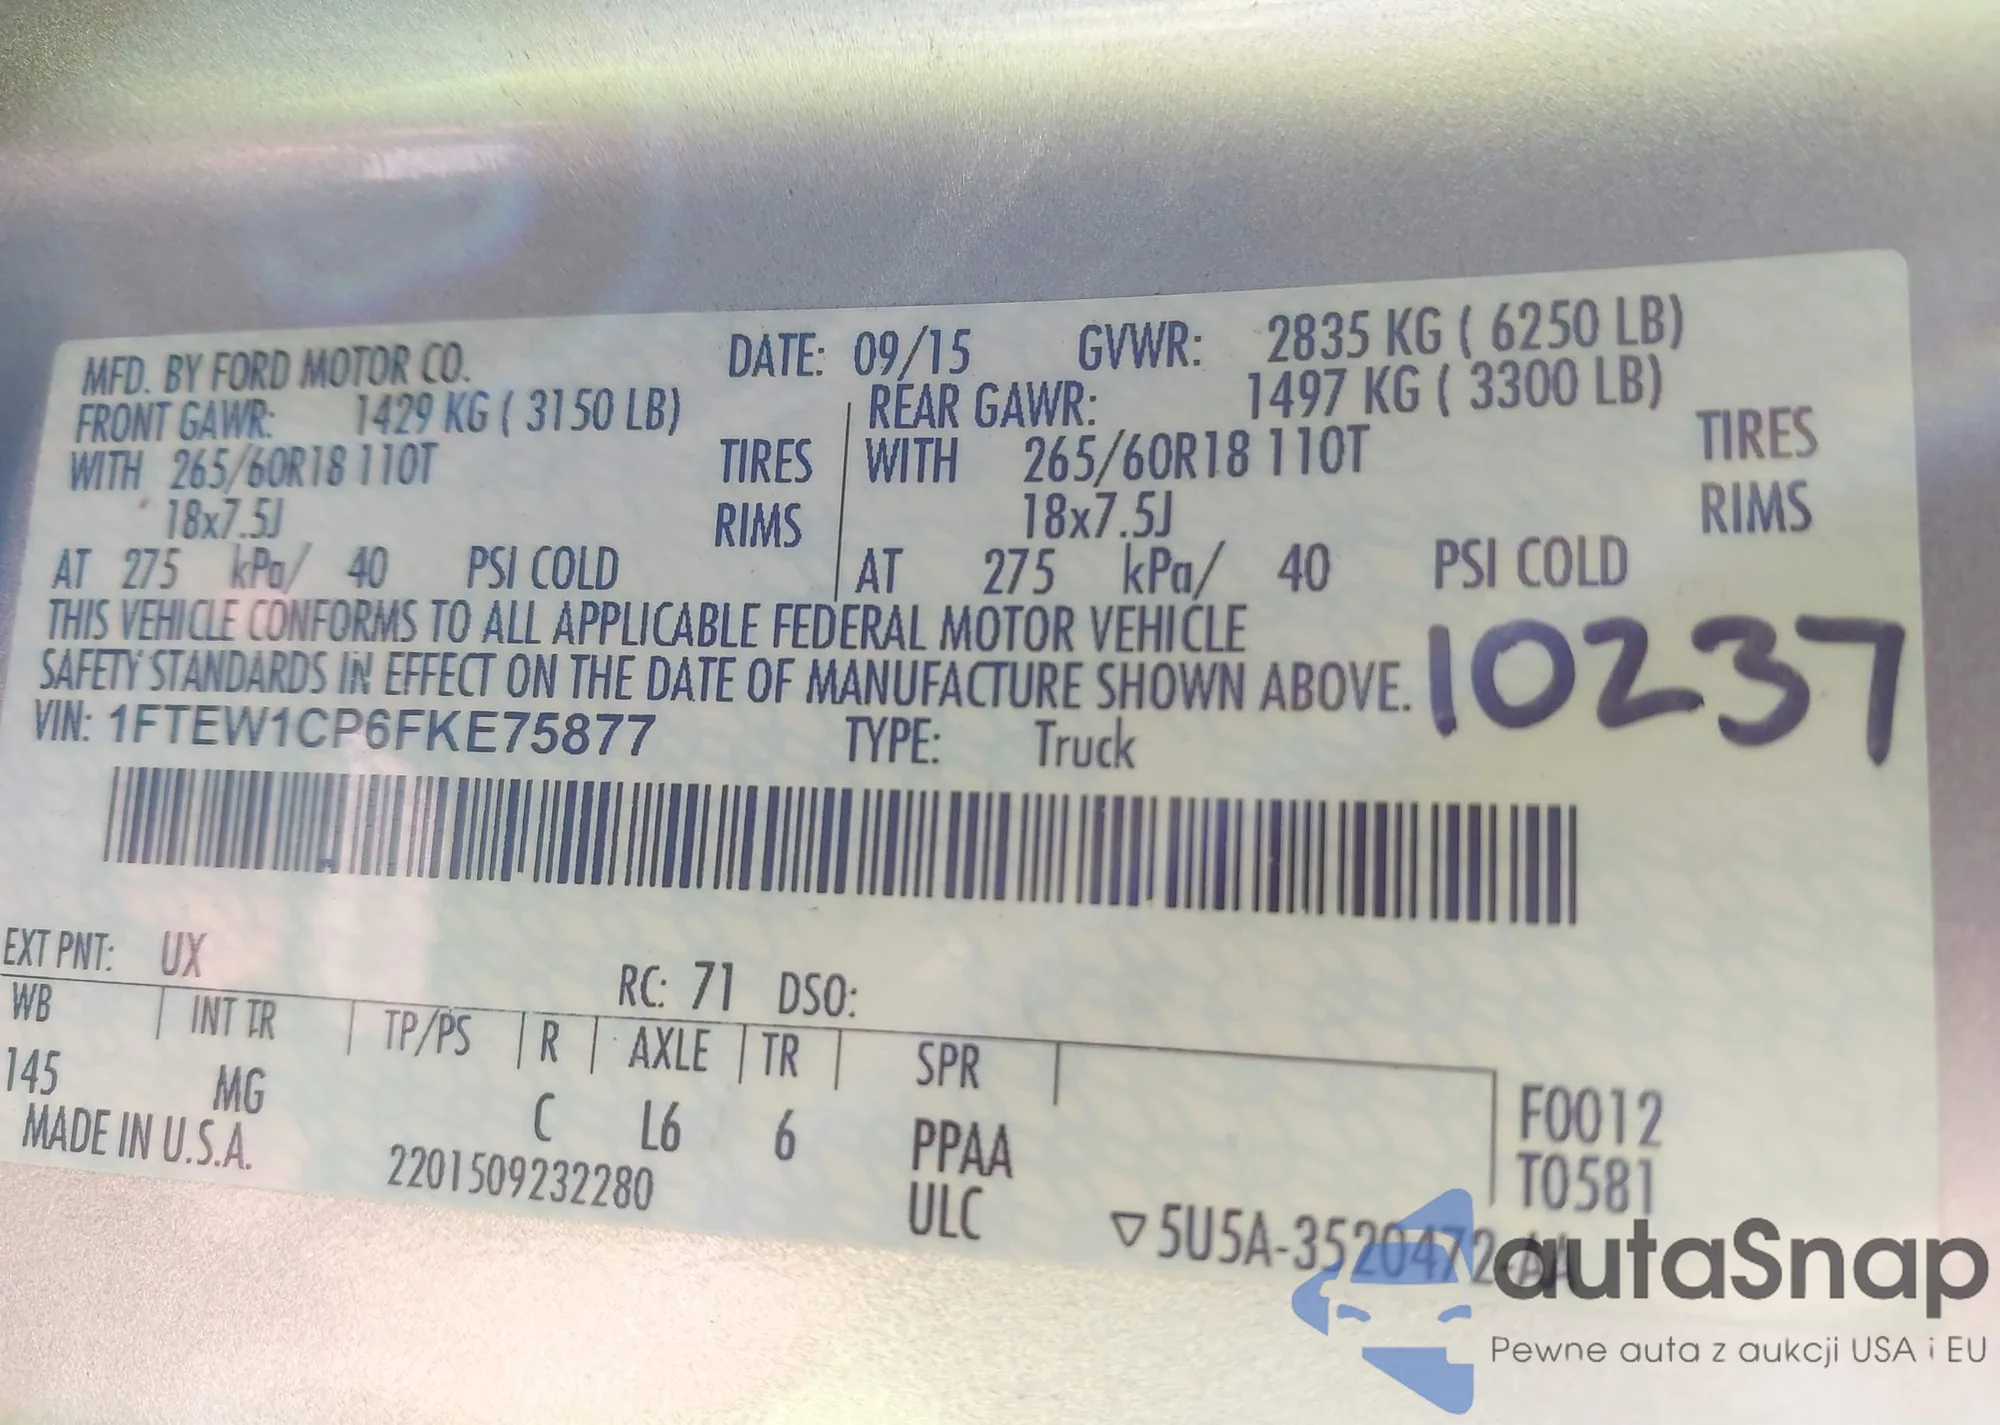 MFD. BY FORD MOTOR CO. DATE: 09/15 GVWR: 2835 KG ( 6250 LB)
FRONT GAWR: 1429 KG ( 3150 LB) REAR GAWR: 1497 KG ( 3300 LB)
WITH 265/60R18 110T TIRES WITH 265/60R18 110T TIRES
18x7.5J RIMS 18x7.5J RIMS
AT 275 kPa/ 40 PSI COLD AT 275 kPa/ 40 PSI COLD
THIS VEHICLE CONFORMS TO ALL APPLICABLE FEDERAL MOTOR VEHICLE
SAFETY STANDARDS IN EFFECT ON THE DATE OF MANUFACTURE SHOWN ABOVE.
10237
VIN: 1FTEW1CP6FKE75877 TYPE: Truck
EXT PNT: UX RC: 71 DSO:
WB INT TR TP/PS R AXLE TR SPR
145 MG C L6 6 PPAA F0012
MADE IN U.S.A. 2201509232280 ULC T0581
▽5U5A-3520472-AA
autaSnap
Pewne auta z aukcji USA i EU